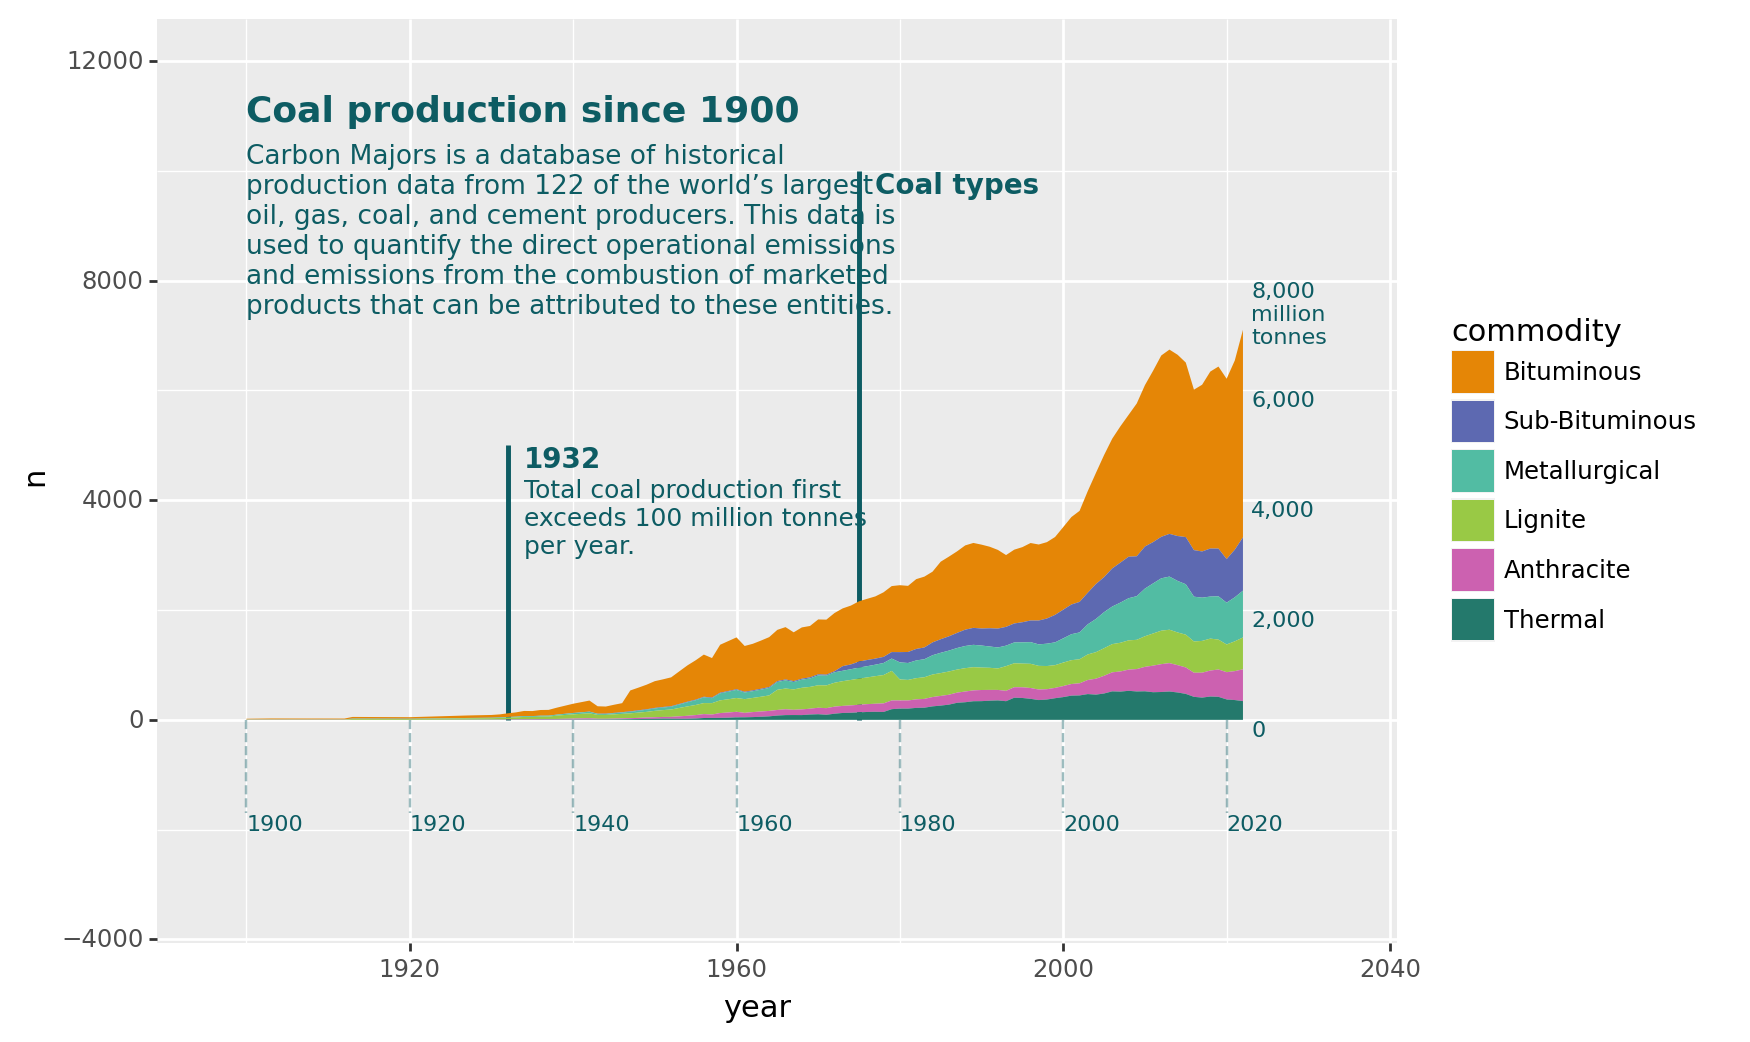 12000
8000
4000
0
−4000
n
Coal production since 1900
Carbon Majors is a database of historical
production data from 122 of the world’s largest
oil, gas, coal, and cement producers. This data is
used to quantify the direct operational emissions
and emissions from the combustion of marketed
products that can be attributed to these entities.
Coal types
1932
Total coal production first
exceeds 100 million tonnes
per year.
8,000
million
tonnes
6,000
4,000
2,000
0
1900
1920
1940
1960
1980
2000
2020
1920
1960
2000
2040
year
commodity
Bituminous
Sub-Bituminous
Metallurgical
Lignite
Anthracite
Thermal